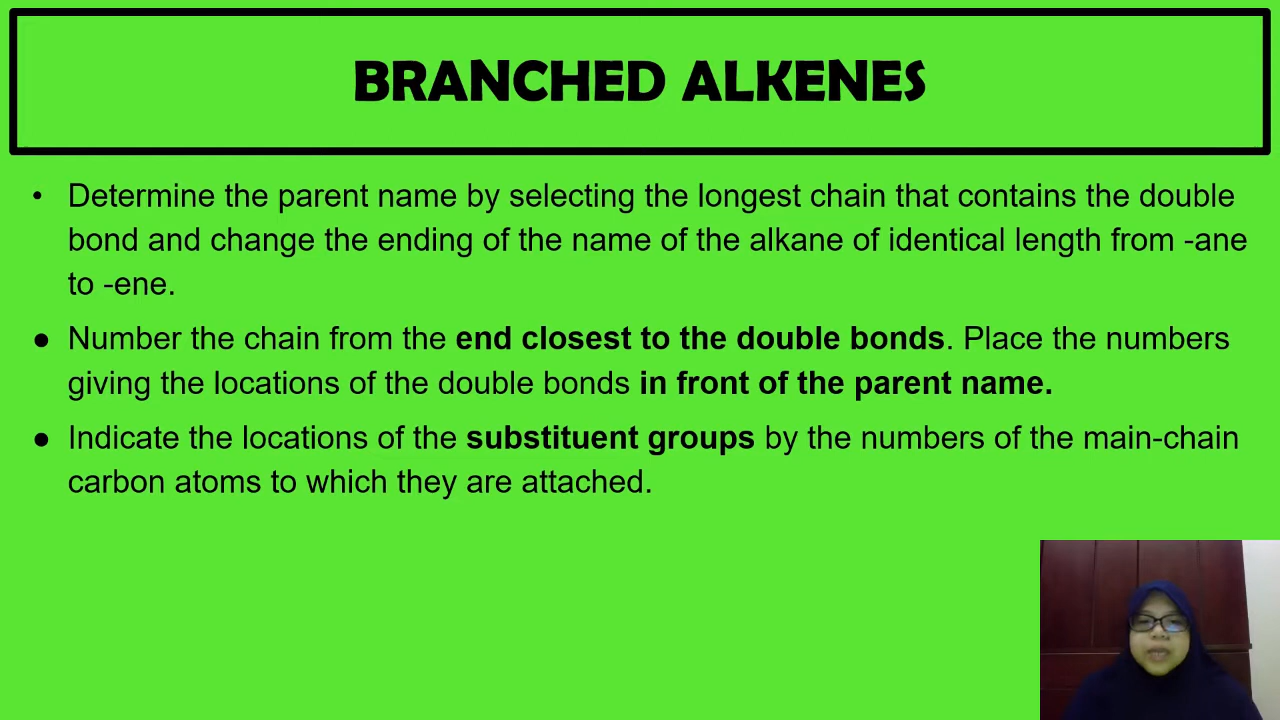 BRANCHED ALKENES
• Determine the parent name by selecting the longest chain that contains the double
bond and change the ending of the name of the alkane of identical length from -ane
to -ene.
● Number the chain from the end closest to the double bonds. Place the numbers
giving the locations of the double bonds in front of the parent name.
● Indicate the locations of the substituent groups by the numbers of the main-chain
carbon atoms to which they are attached.